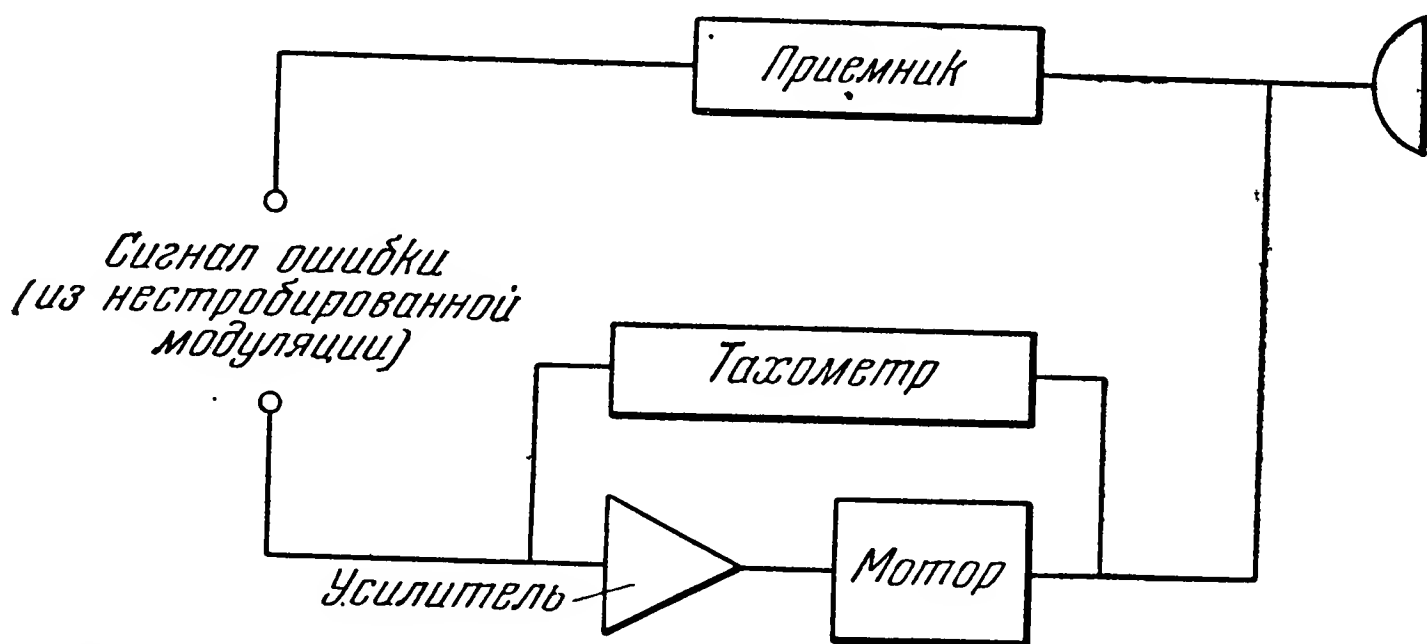 Приемник
Сигнал ошибки
(из нестробированной
модуляции)
Тахометр
Усилитель
Мотор